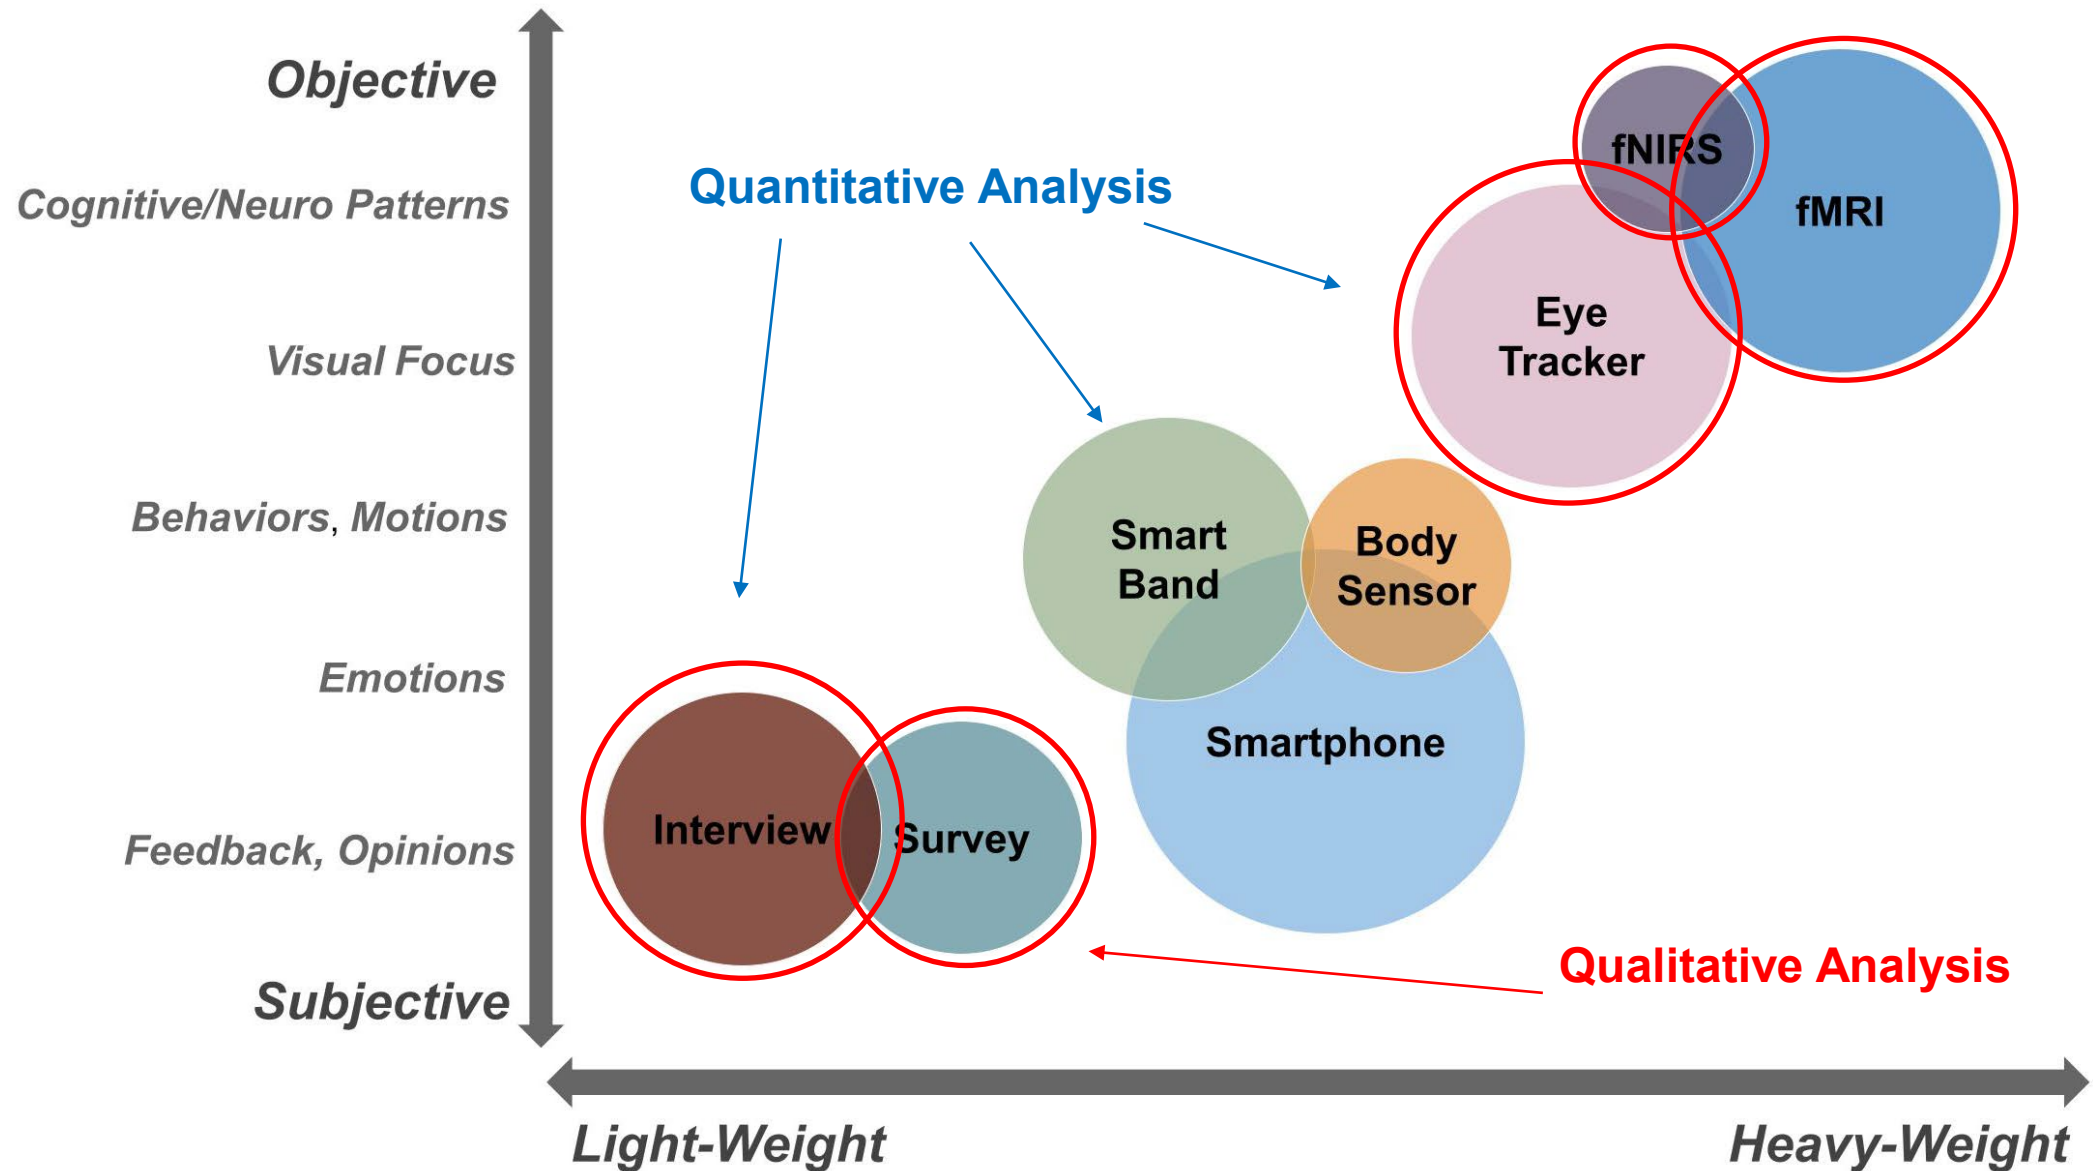 Objective
Cognitive/Neuro Patterns
Visual Focus
Behaviors, Motions
Emotions
Feedback, Opinions
Subjective
Quantitative Analysis
fNIRS
fMRI
Eye
Tracker
Smart
Band
Body
Sensor
Smartphone
Interview
Survey
Qualitative Analysis
Light-Weight
Heavy-Weight